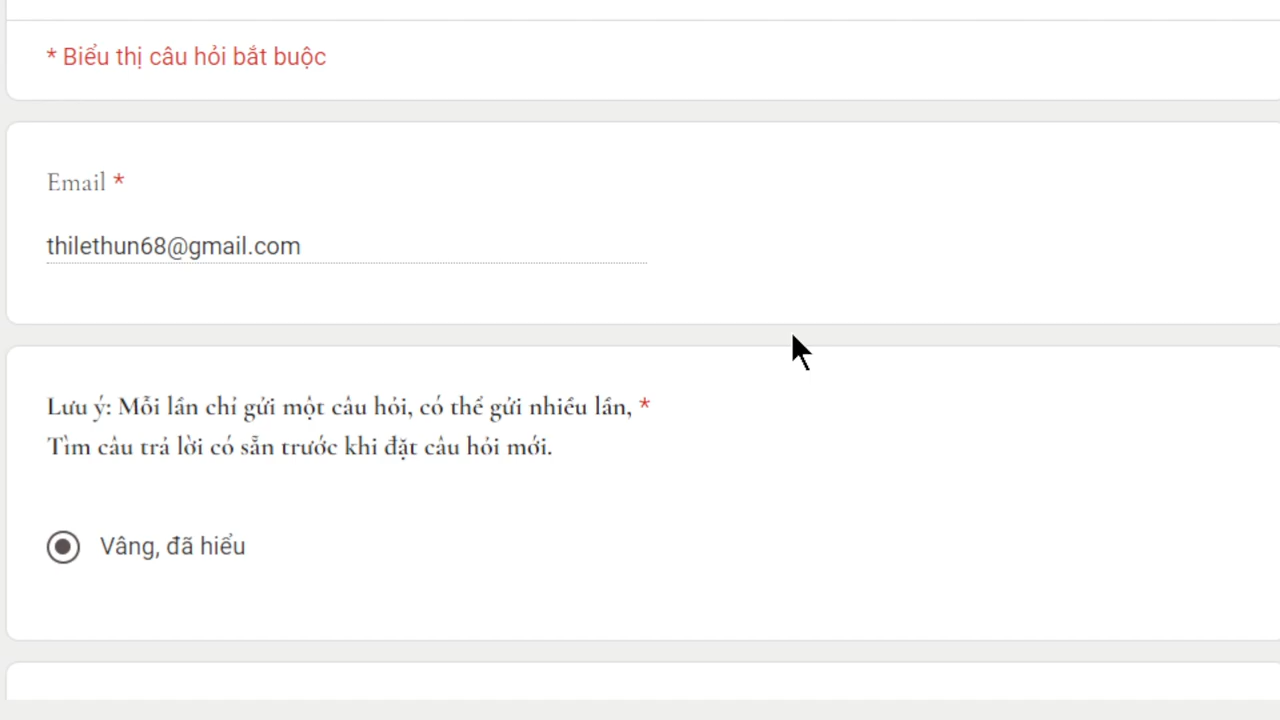 * Biểu thị câu hỏi bắt buộc
Email *
thilethun68@gmail.com
Lưu ý: Mỗi lần chỉ gửi một câu hỏi, có thể gửi nhiều lần, *
Tìm câu trả lời có sẵn trước khi đặt câu hỏi mới.
Vâng, đã hiểu